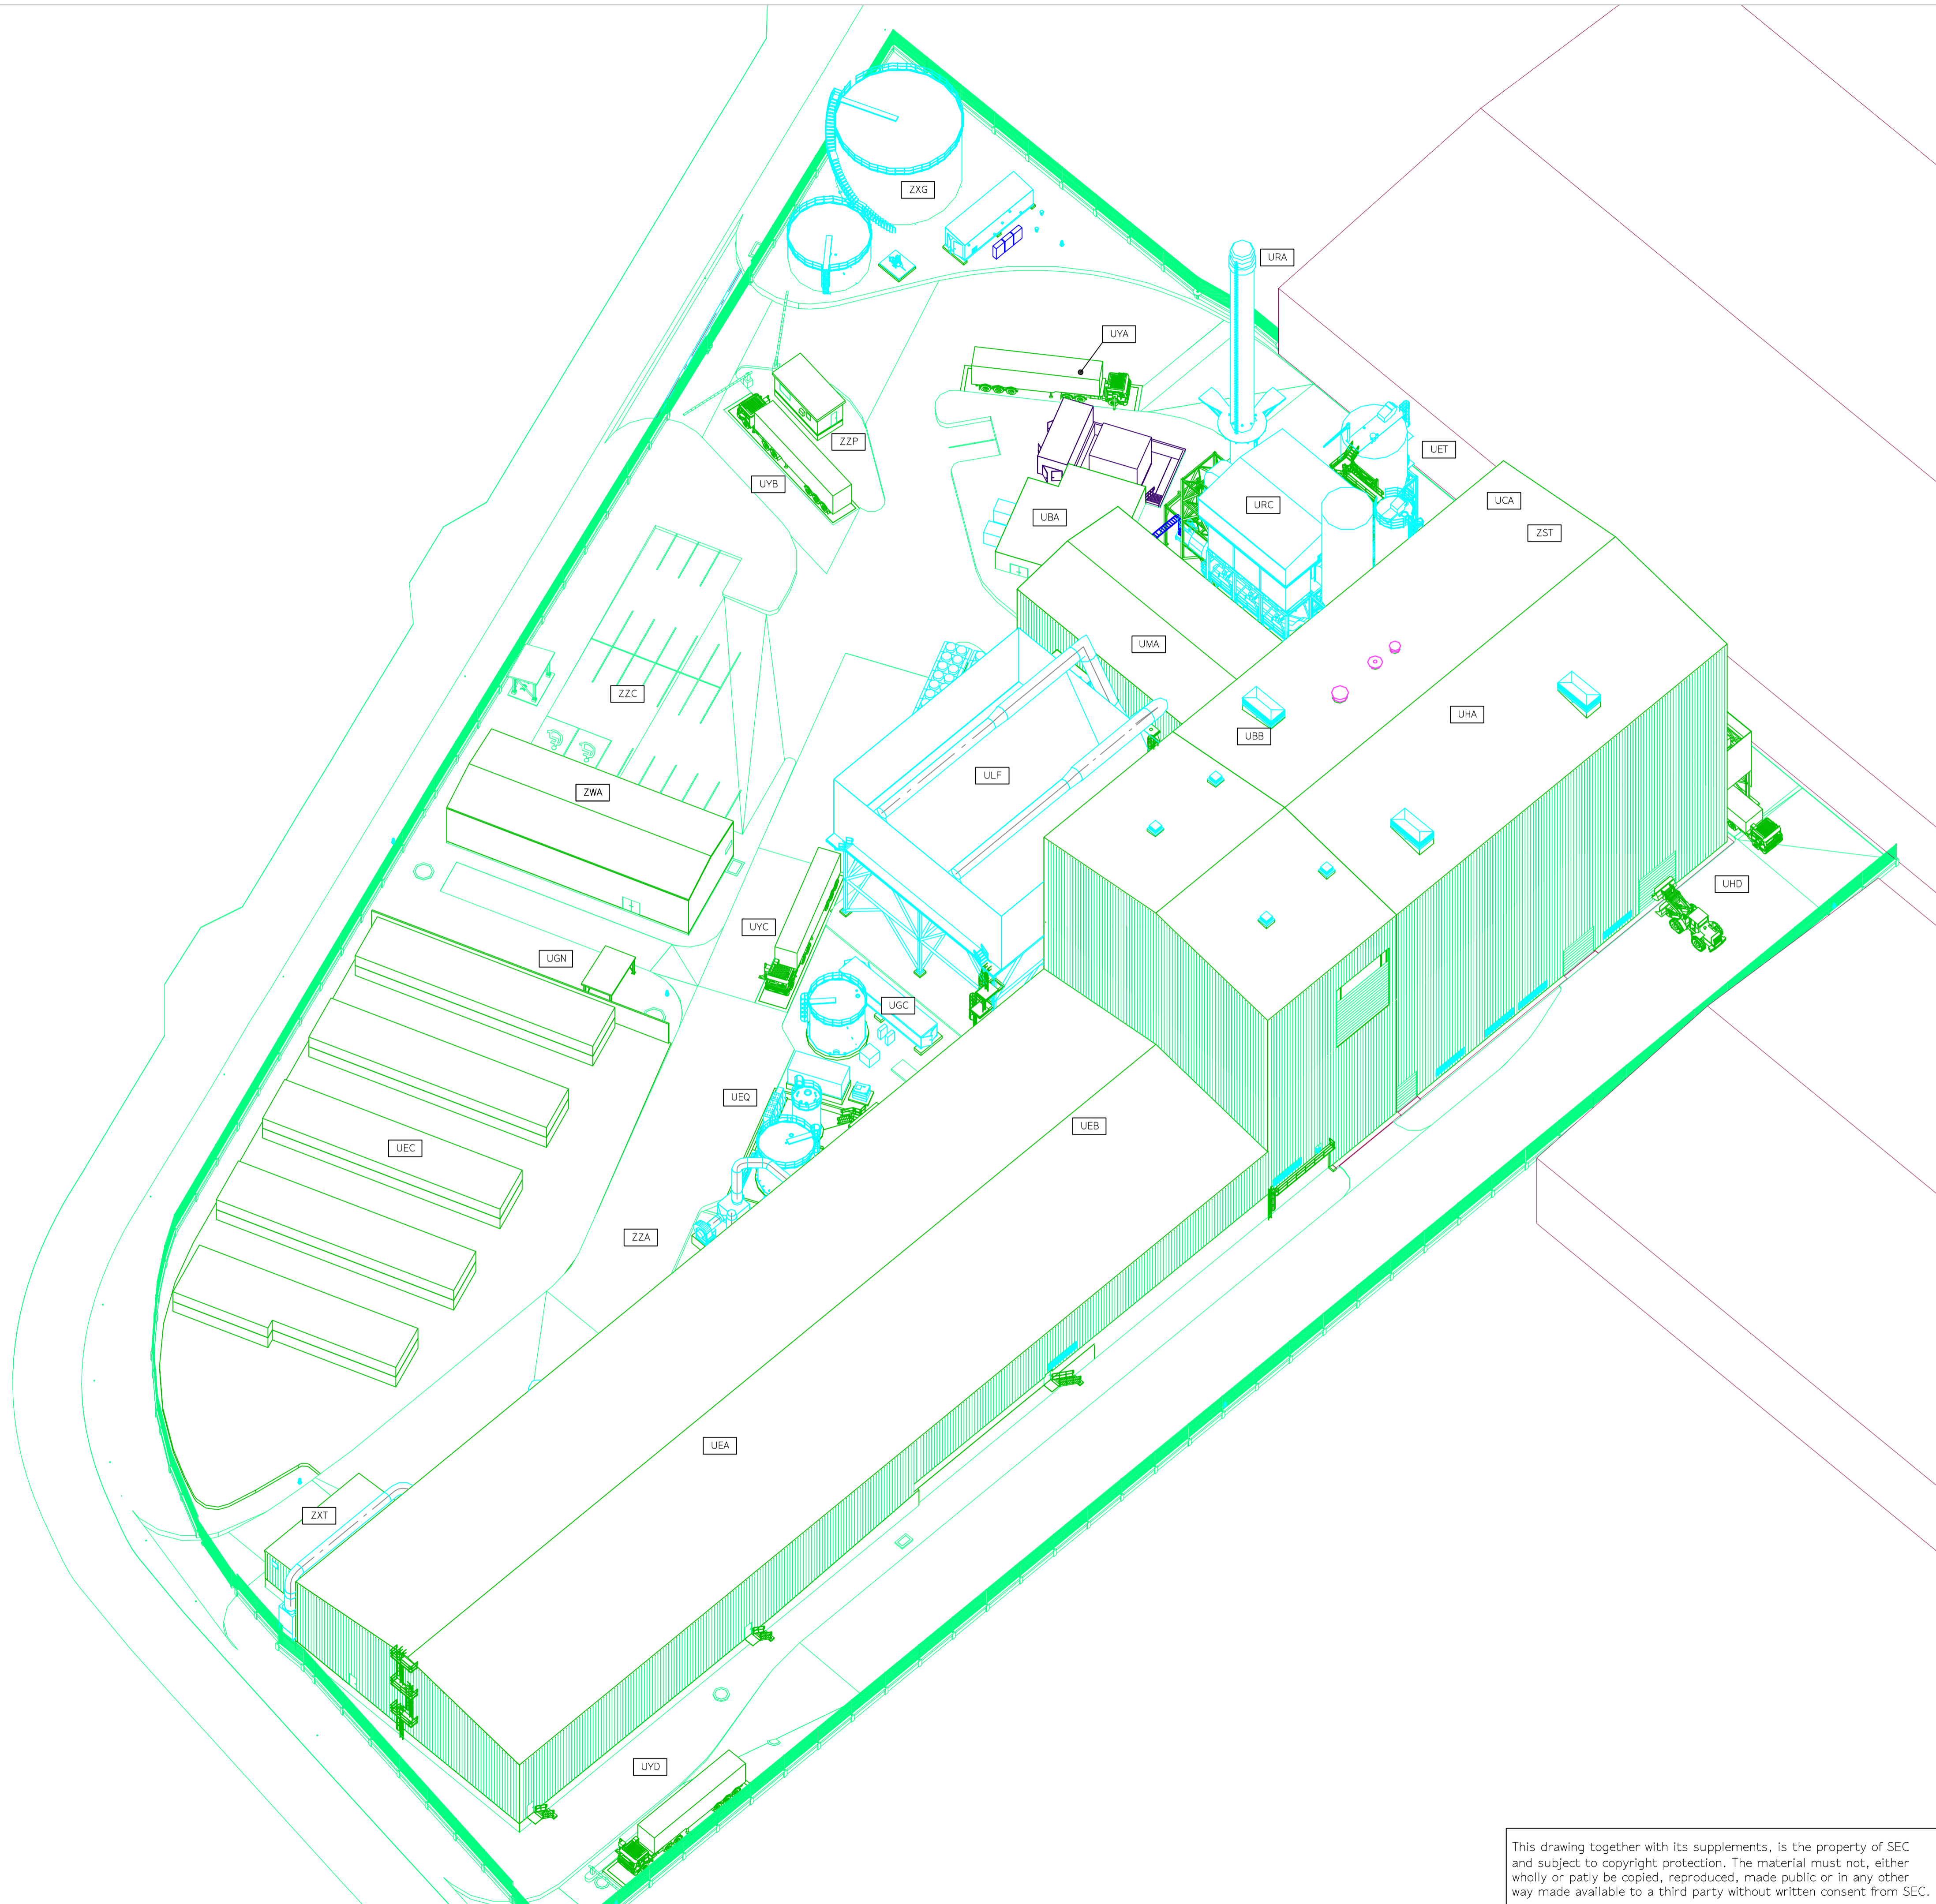 ZXG
URA
UYA
ZZP
UET
UYB
UCA
URC
UBA
ZST
UMA
ZZC
UHA
UBB
ULF
ZWA
UHD
UYC
UGN
UGC
UEQ
UEB
UEC
ZZA
UEA
ZXT
UYD
This drawing together with its supplements, is the property of SEC
and subject to copyright protection. The material must not, either
wholly or patly be copied, reproduced, made public or in any other
way made available to a third party without written consent from SEC.